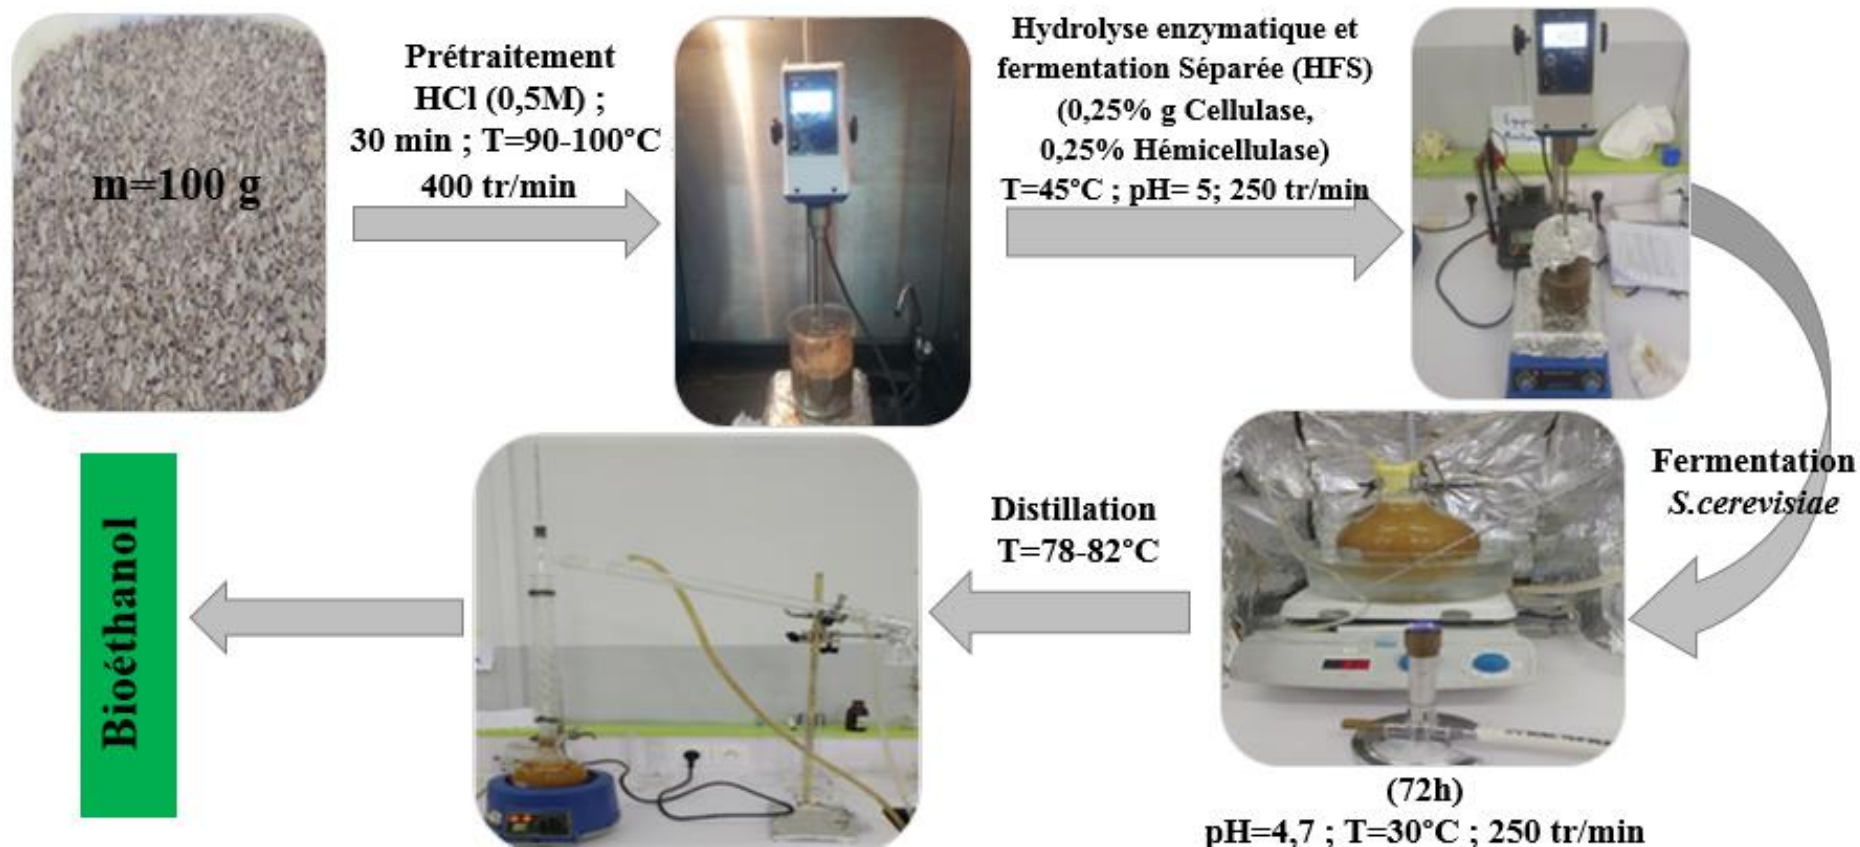 m=100 g
Prétraitement
HCl (0,5M) ;
30 min ; T=90-100°C
400 tr/min
Hydrolyse enzymatique et
fermentation Séparée (HFS)
(0,25% g Cellulase,
0,25% Hémicellulase)
T=45°C ; pH= 5; 250 tr/min
Fermentation
S.cerevisiae
(72h)
pH=4,7 ; T=30°C ; 250 tr/min
Distillation
T=78-82°C
Bioéthanol